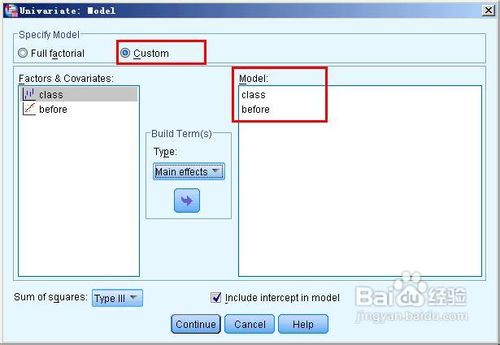 Univariate: Model
Specify Model
Full factorial
Custom
Factors & Covariates:
class
before
Build Term(s)
Type:
Main effects
Model:
class
before
Sum of squares:
Type III
Include intercept in model
Continue
Cancel
Help
Baidu经验
jingyan.baidu.com